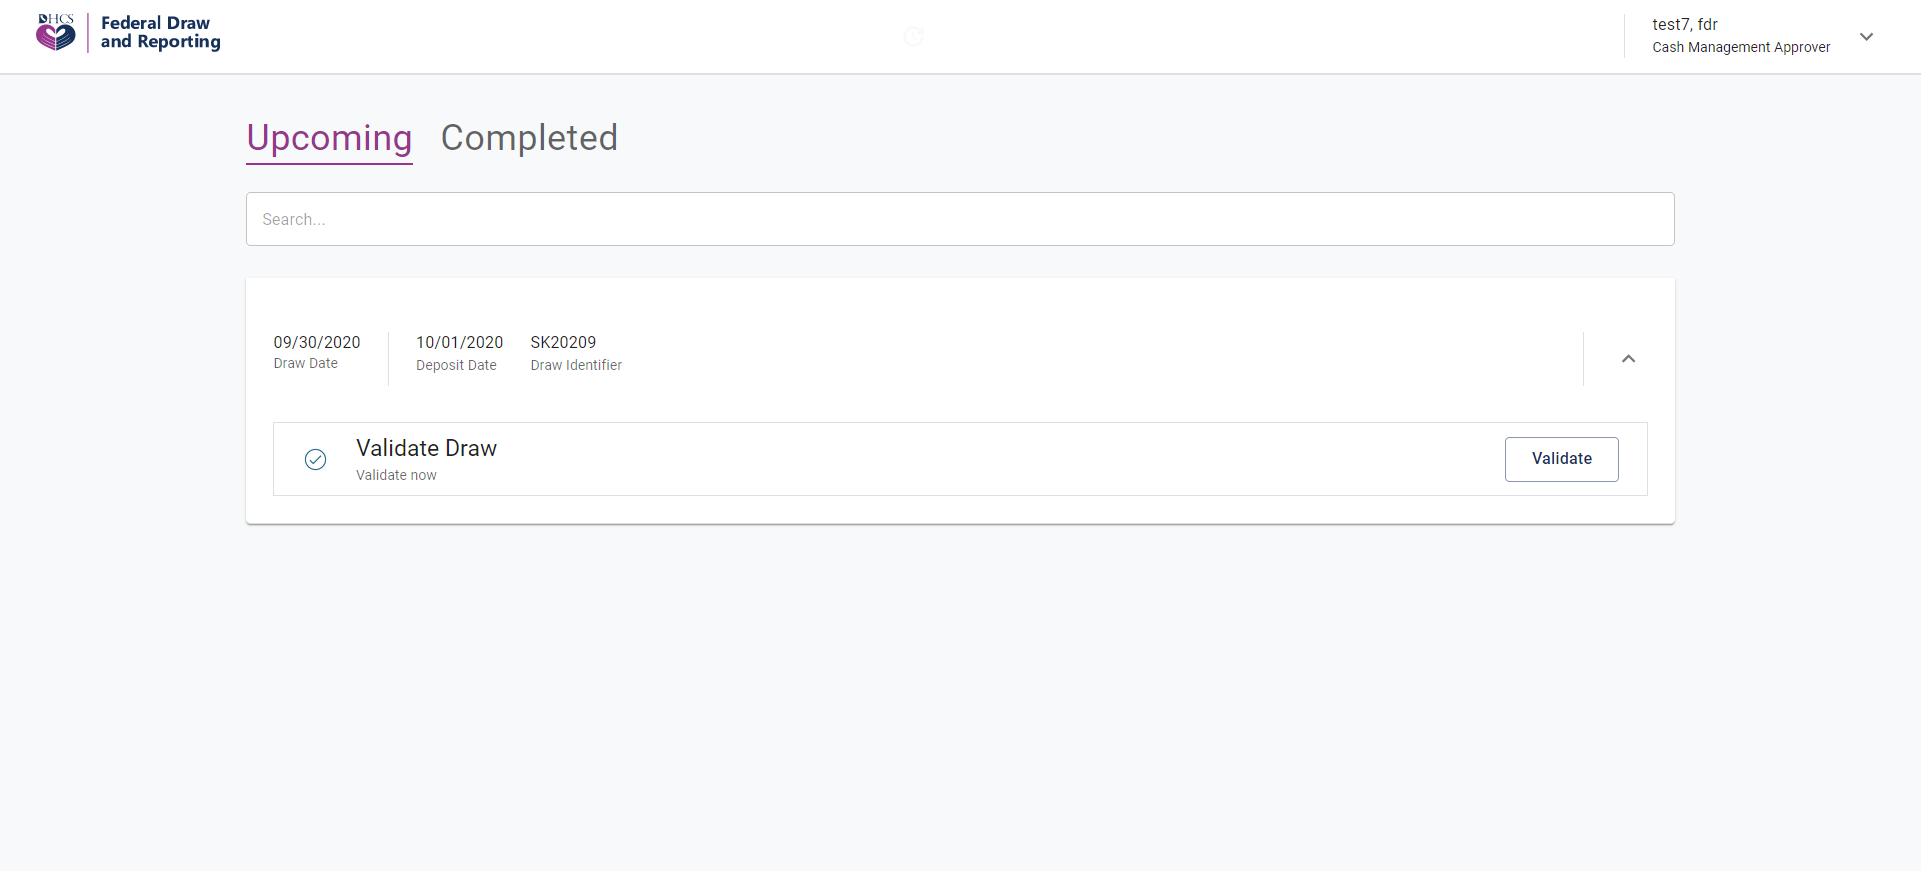 DHCS
Federal Draw
and Reporting
test7, fdr
Cash Management Approver
Upcoming Completed
Search...
09/30/2020 10/01/2020 SK20209
Draw Date Deposit Date Draw Identifier
Validate Draw
Validate now
Validate